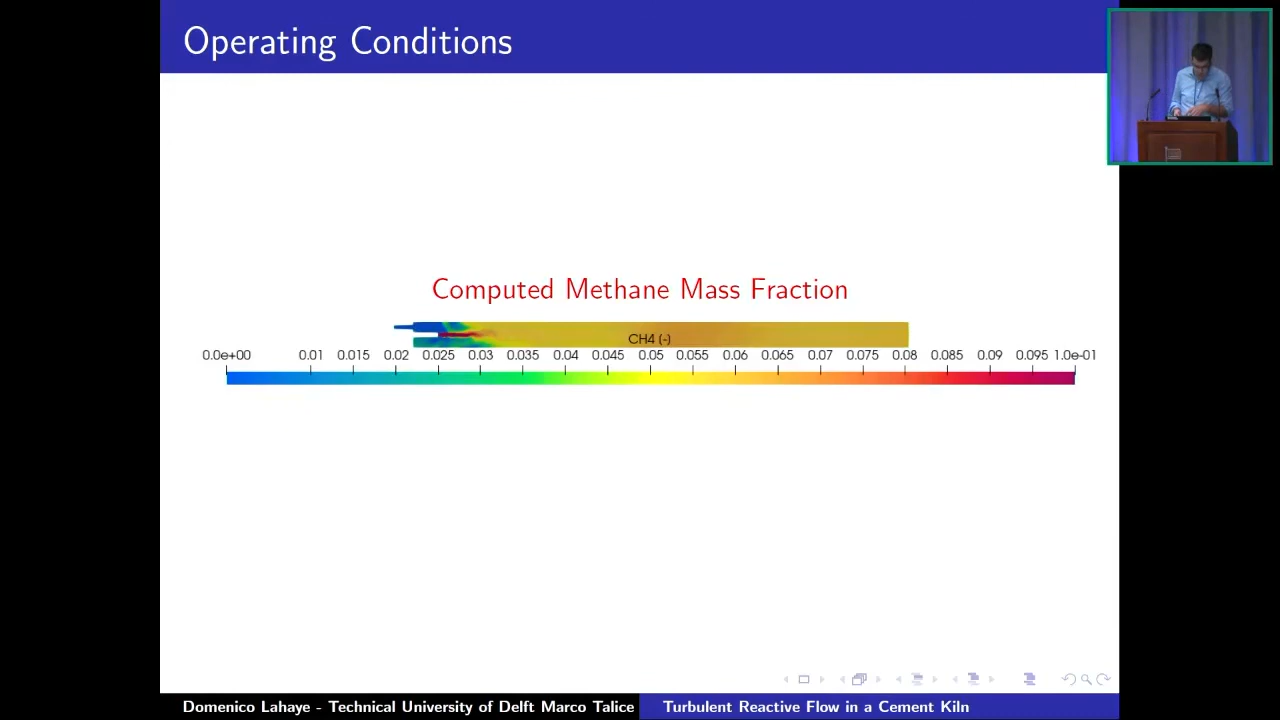 Operating Conditions
Computed Methane Mass Fraction
CH4 (-)
0.0e+00 0.01 0.015 0.02 0.025 0.03 0.035 0.04 0.045 0.05 0.055 0.06 0.065 0.07 0.075 0.08 0.085 0.09 0.095 1.0e-01
Domenico Lahaye - Technical University of Delft Marco Talice Turbulent Reactive Flow in a Cement Kiln